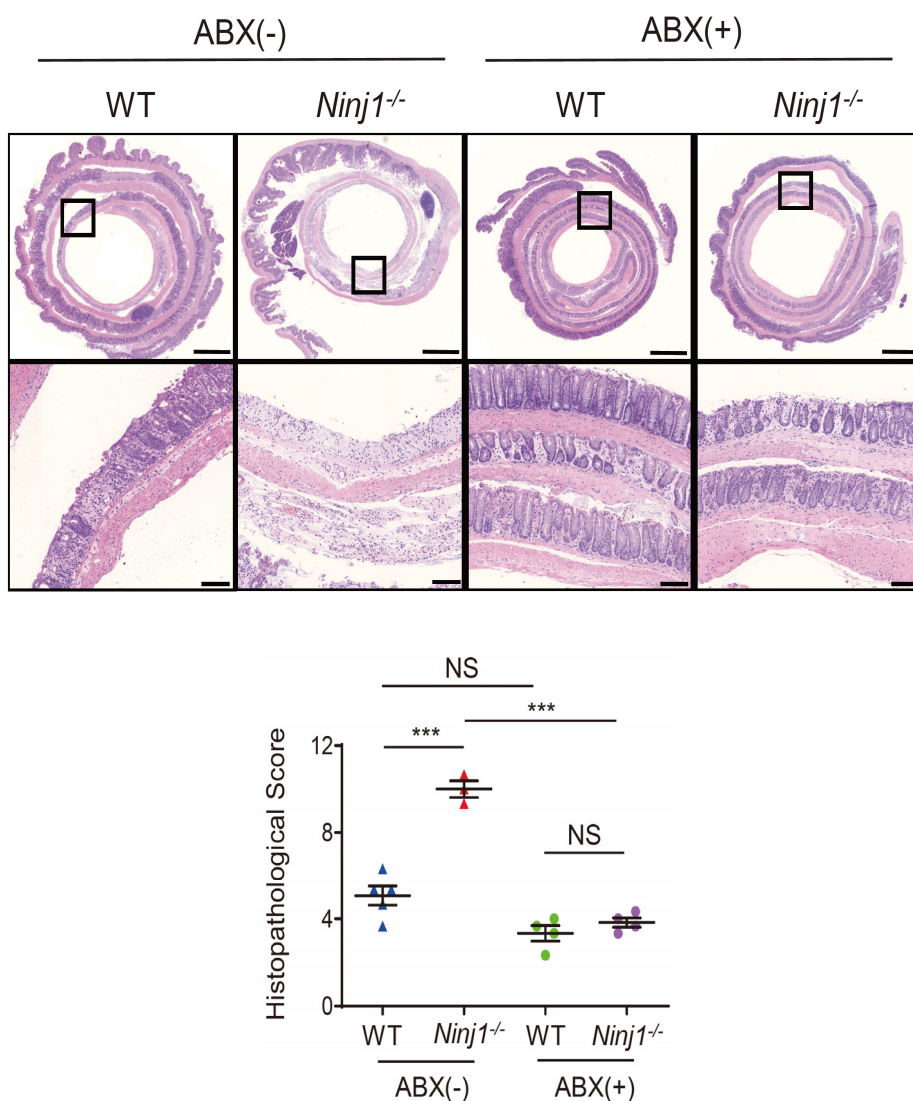 ABX(-) ABX(+)
WT Ninj1-/- WT Ninj1-/-
NS
***
***
NS
Histopathological Score
12
8
4
0
WT Ninj1-/- WT Ninj1-/-
ABX(-) ABX(+)